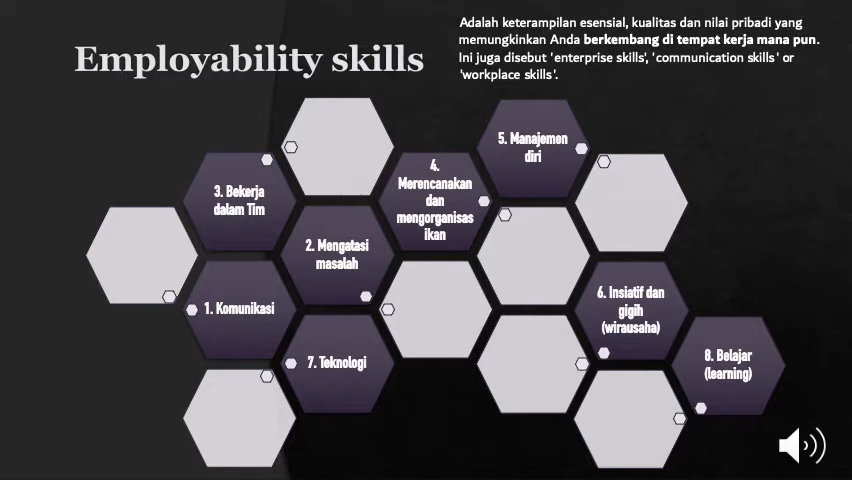 Employability skills
Adalah keterampilan esensial, kualitas dan nilai pribadi yang
memungkinkan Anda berkembang di tempat kerja mana pun.
Ini juga disebut 'enterprise skills', 'communication skills' or
'workplace skills'.
5. Manajemen
diri
4.
Merencanakan
dan
mengorganisas
ikan
3. Bekerja
dalam Tim
2. Mengatasi
masalah
1. Komunikasi
6. Insiatif dan
gigih
(wirausaha)
7. Teknologi
8. Belajar
(learning)